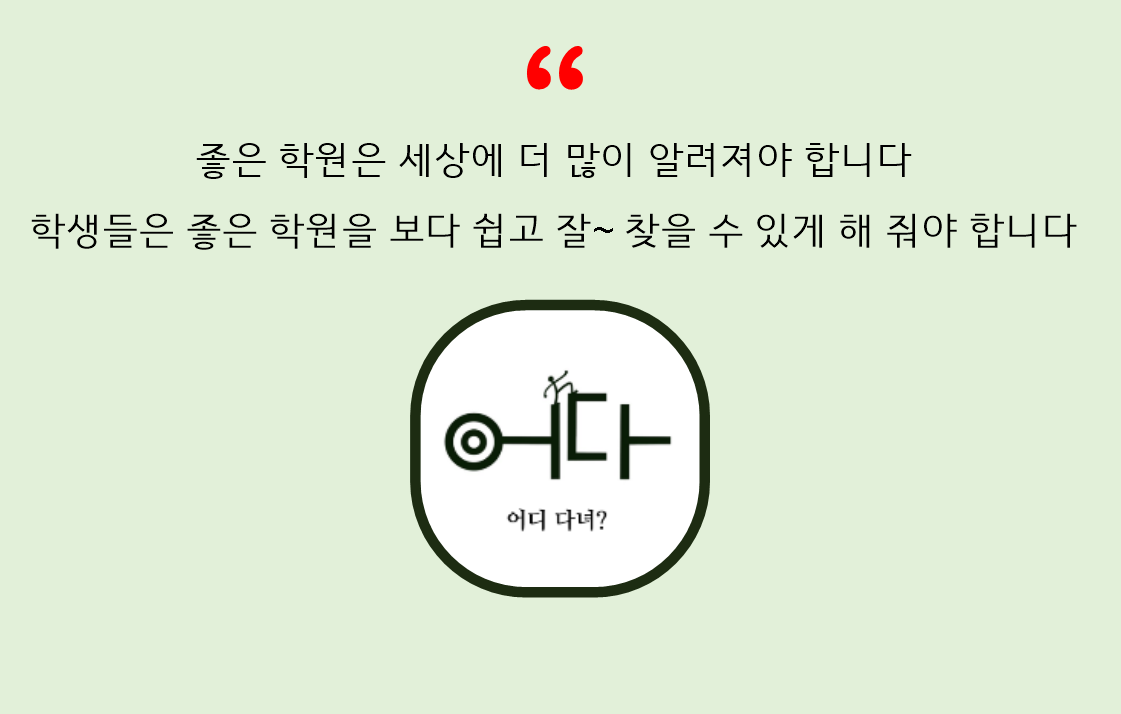 “
좋은 학원은 세상에 더 많이 알려져야 합니다
학생들은 좋은 학원을 보다 쉽고 잘~ 찾을 수 있게 해 줘야 합니다
어다
어디 다녀?